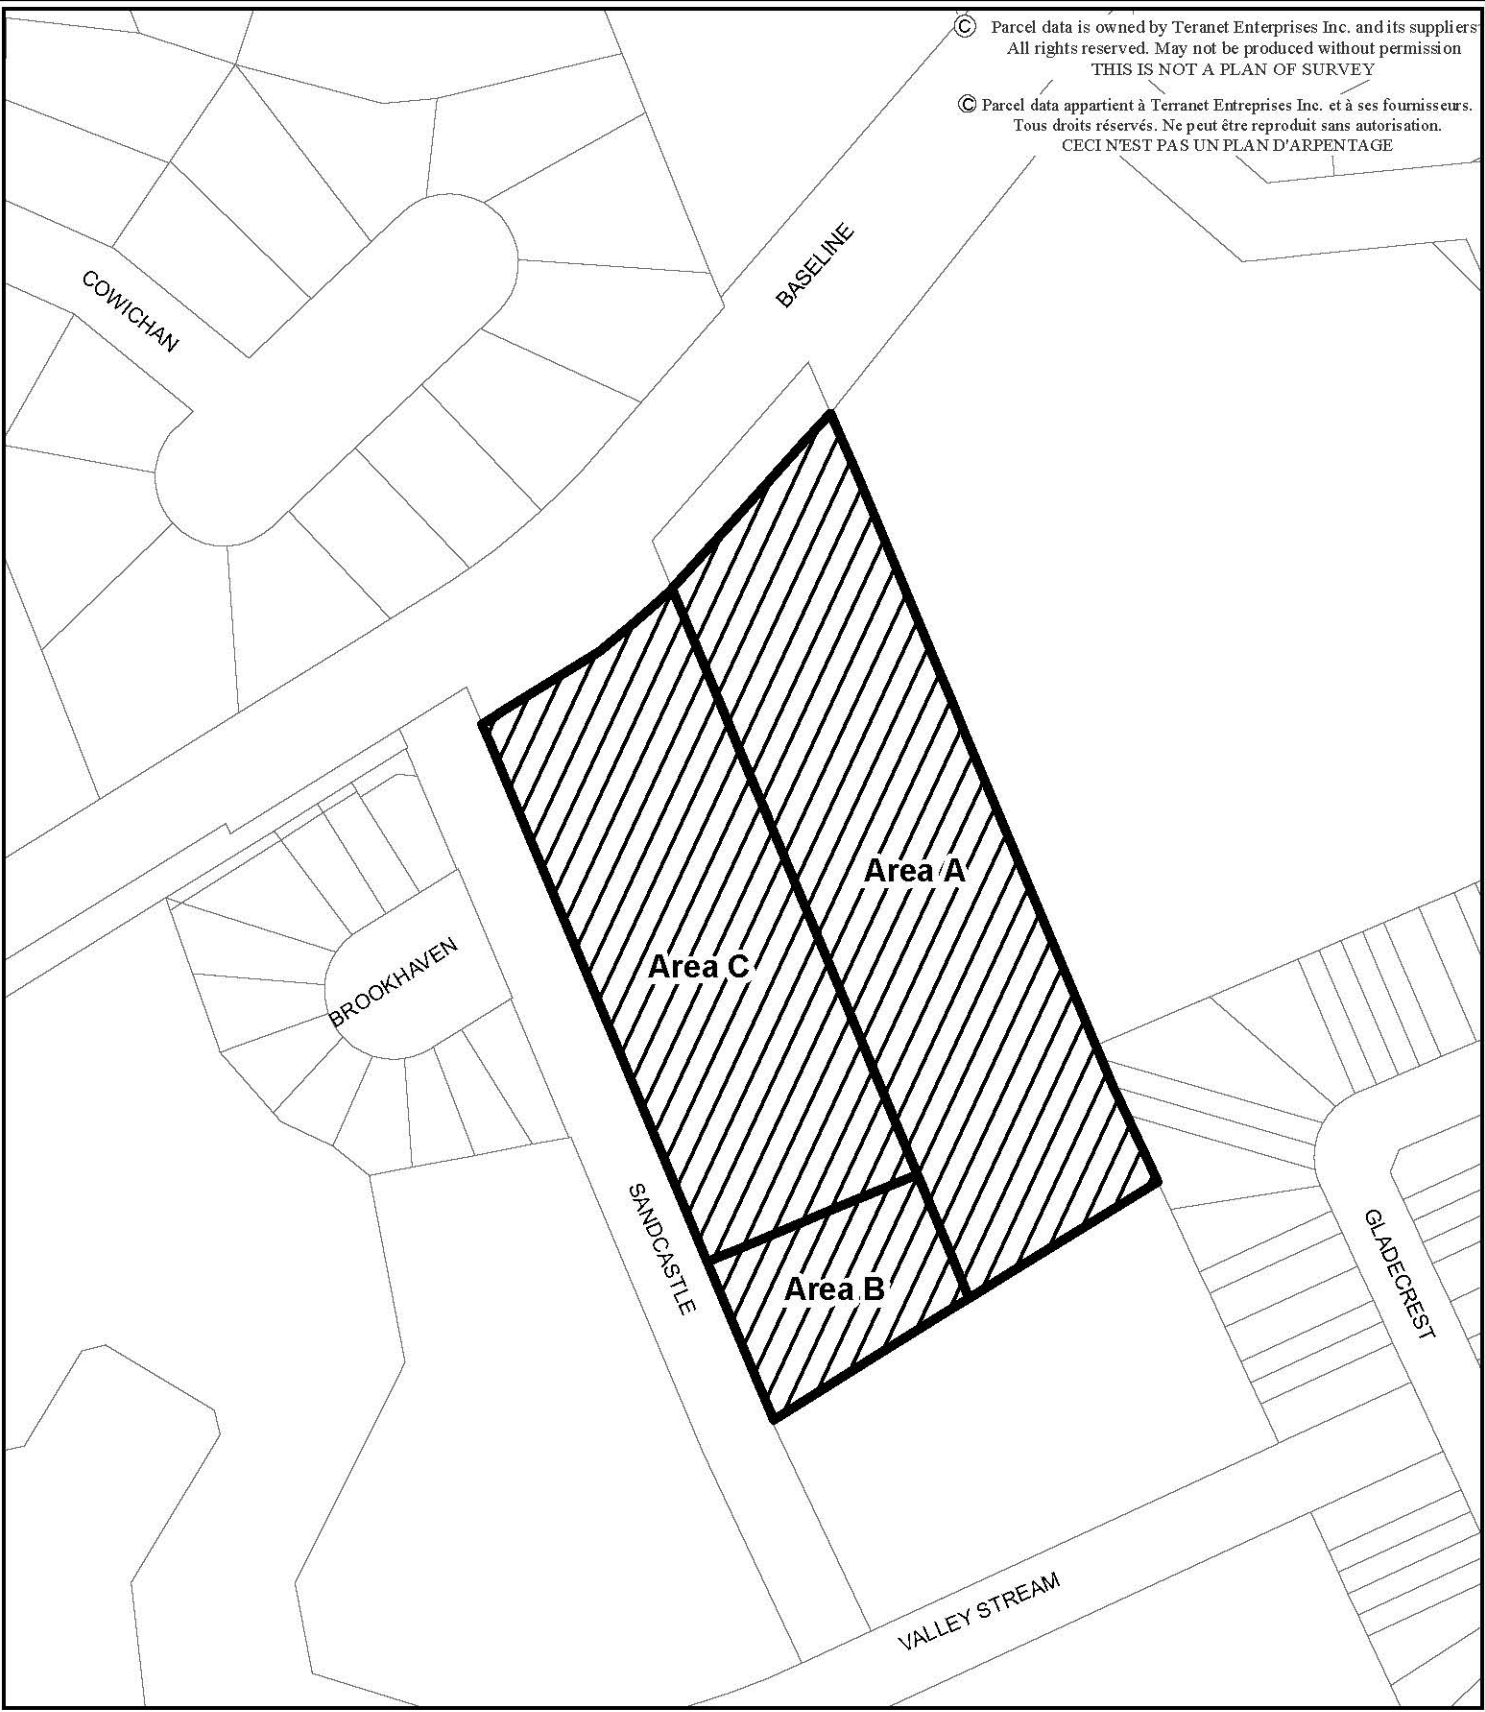 © Parcel data is owned by Teranet Enterprises Inc. and its suppliers
All rights reserved. May not be produced without permission
THIS IS NOT A PLAN OF SURVEY
© Parcel data appartient à Terranet Entreprises Inc. et à ses fournisseurs.
Tous droits réservés. Ne peut être reproduit sans autorisation.
CECI N'EST PAS UN PLAN D'ARPENTAGE
BASELINE
COWICHAN
Area A
Area C
BROOKHAVEN
SANDCASTLE
Area B
GLADECREST
VALLEY STREAM